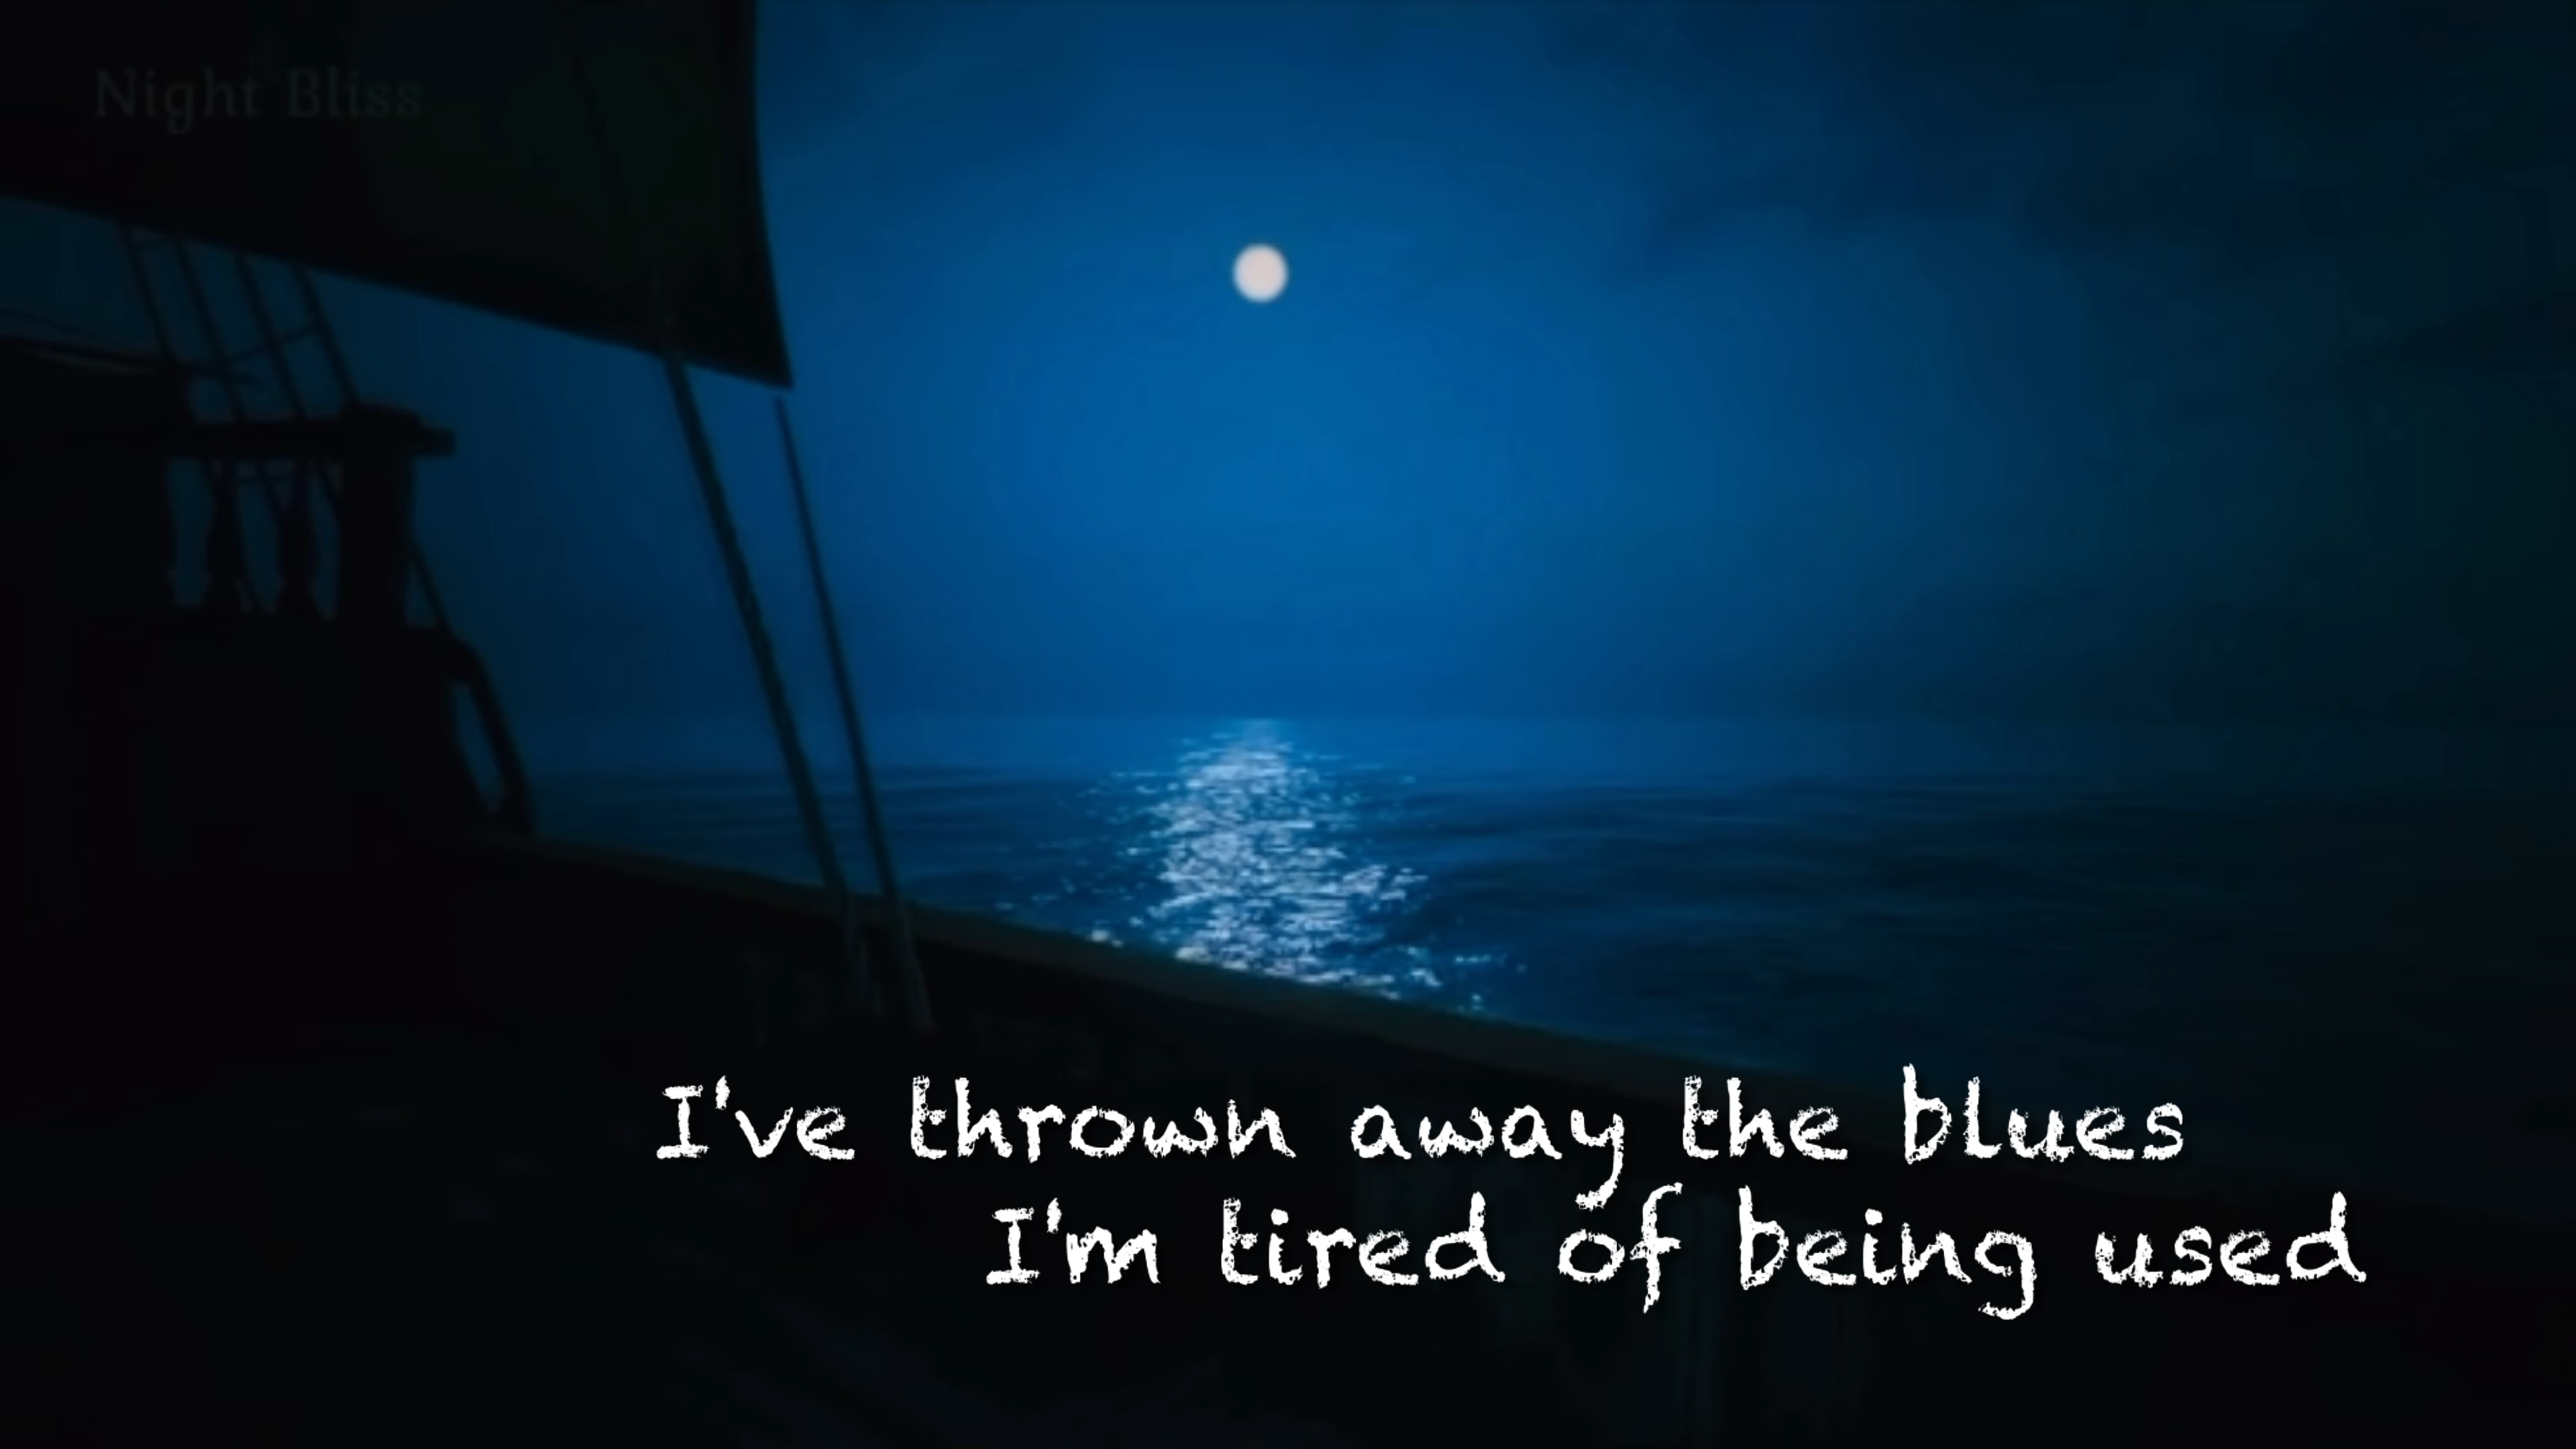 Night Bliss
I've thrown away the blues
I'm tired of being used